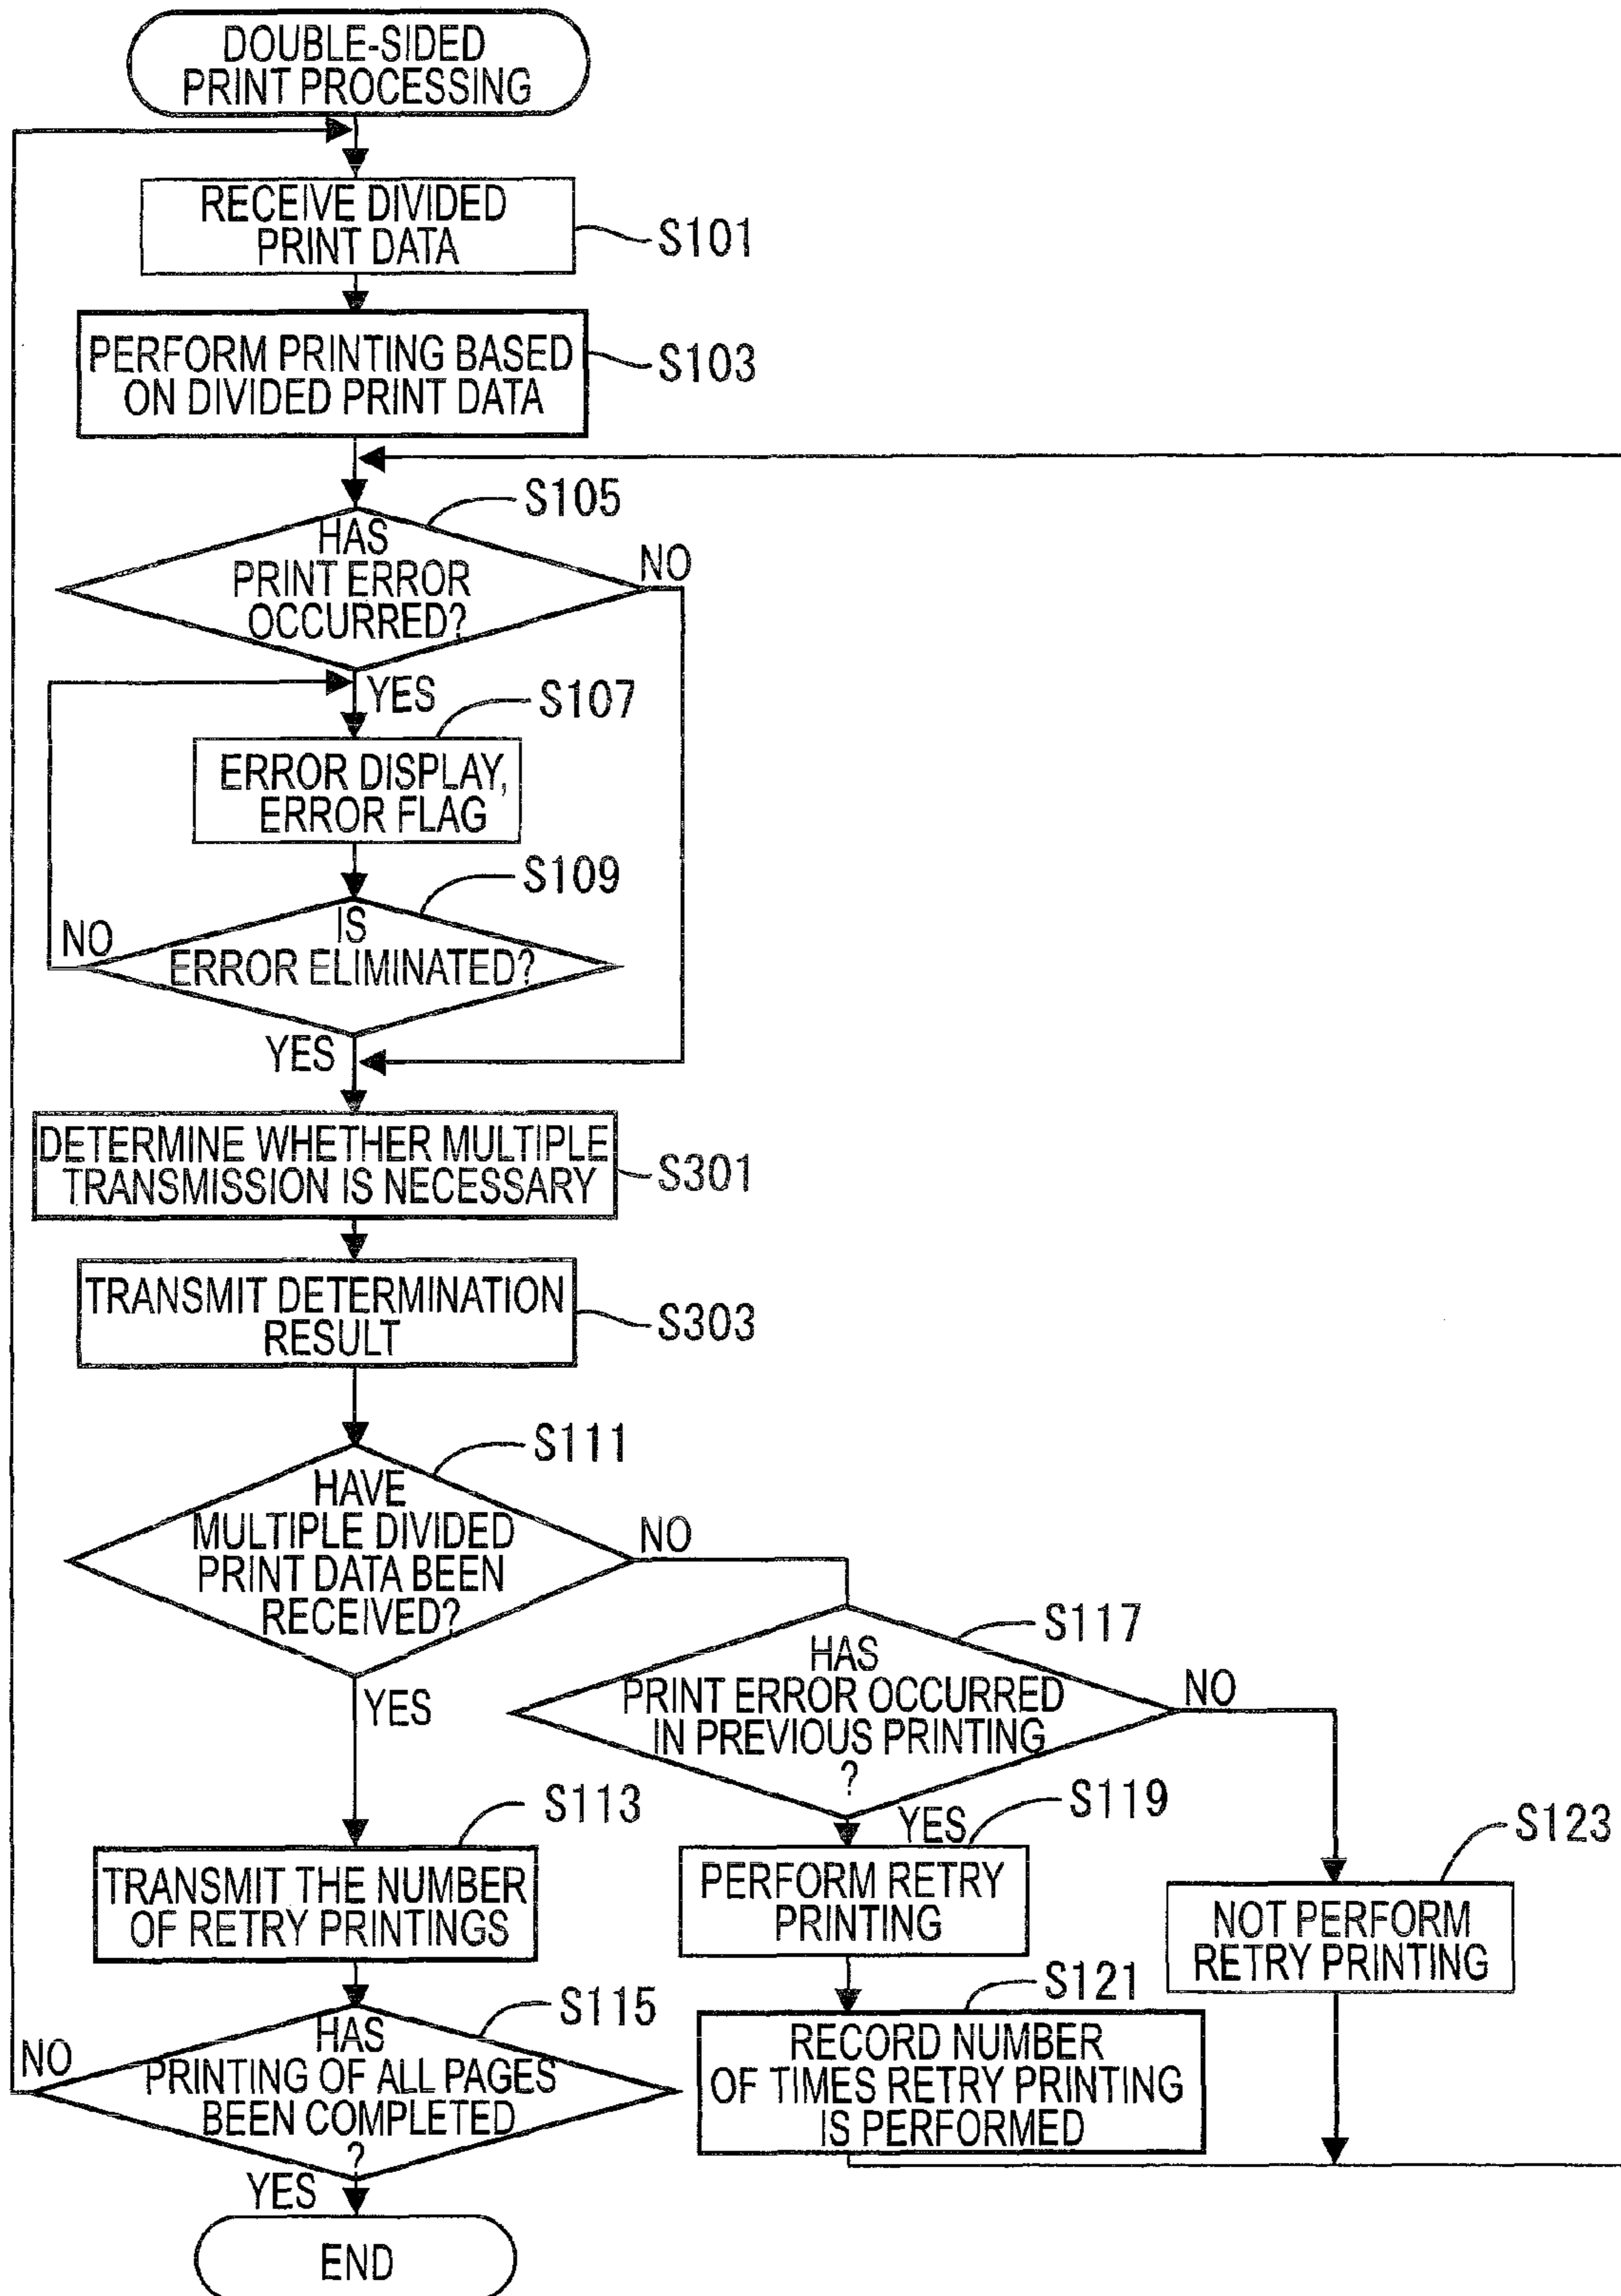 DOUBLE-SIDED
PRINT PROCESSING
RECEIVE DIVIDED
PRINT DATA
S101
PERFORM PRINTING BASED
ON DIVIDED PRINT DATA
S103
S105
HAS
PRINT ERROR
OCCURRED?
NO
YES
S107
ERROR DISPLAY,
ERROR FLAG
S109
IS
ERROR ELIMINATED?
NO
YES
DETERMINE WHETHER MULTIPLE
TRANSMISSION IS NECESSARY
S301
TRANSMIT DETERMINATION
RESULT
S303
S111
HAVE
MULTIPLE DIVIDED
PRINT DATA BEEN
RECEIVED?
NO
YES
S117
HAS
PRINT ERROR OCCURRED
IN PREVIOUS PRINTING
?
NO
YES
S113
TRANSMIT THE NUMBER
OF RETRY PRINTINGS
S119
PERFORM RETRY
PRINTING
S123
NOT PERFORM
RETRY PRINTING
S115
HAS
PRINTING OF ALL PAGES
BEEN COMPLETED
?
NO
YES
S121
RECORD NUMBER
OF TIMES RETRY PRINTING
IS PERFORMED
END